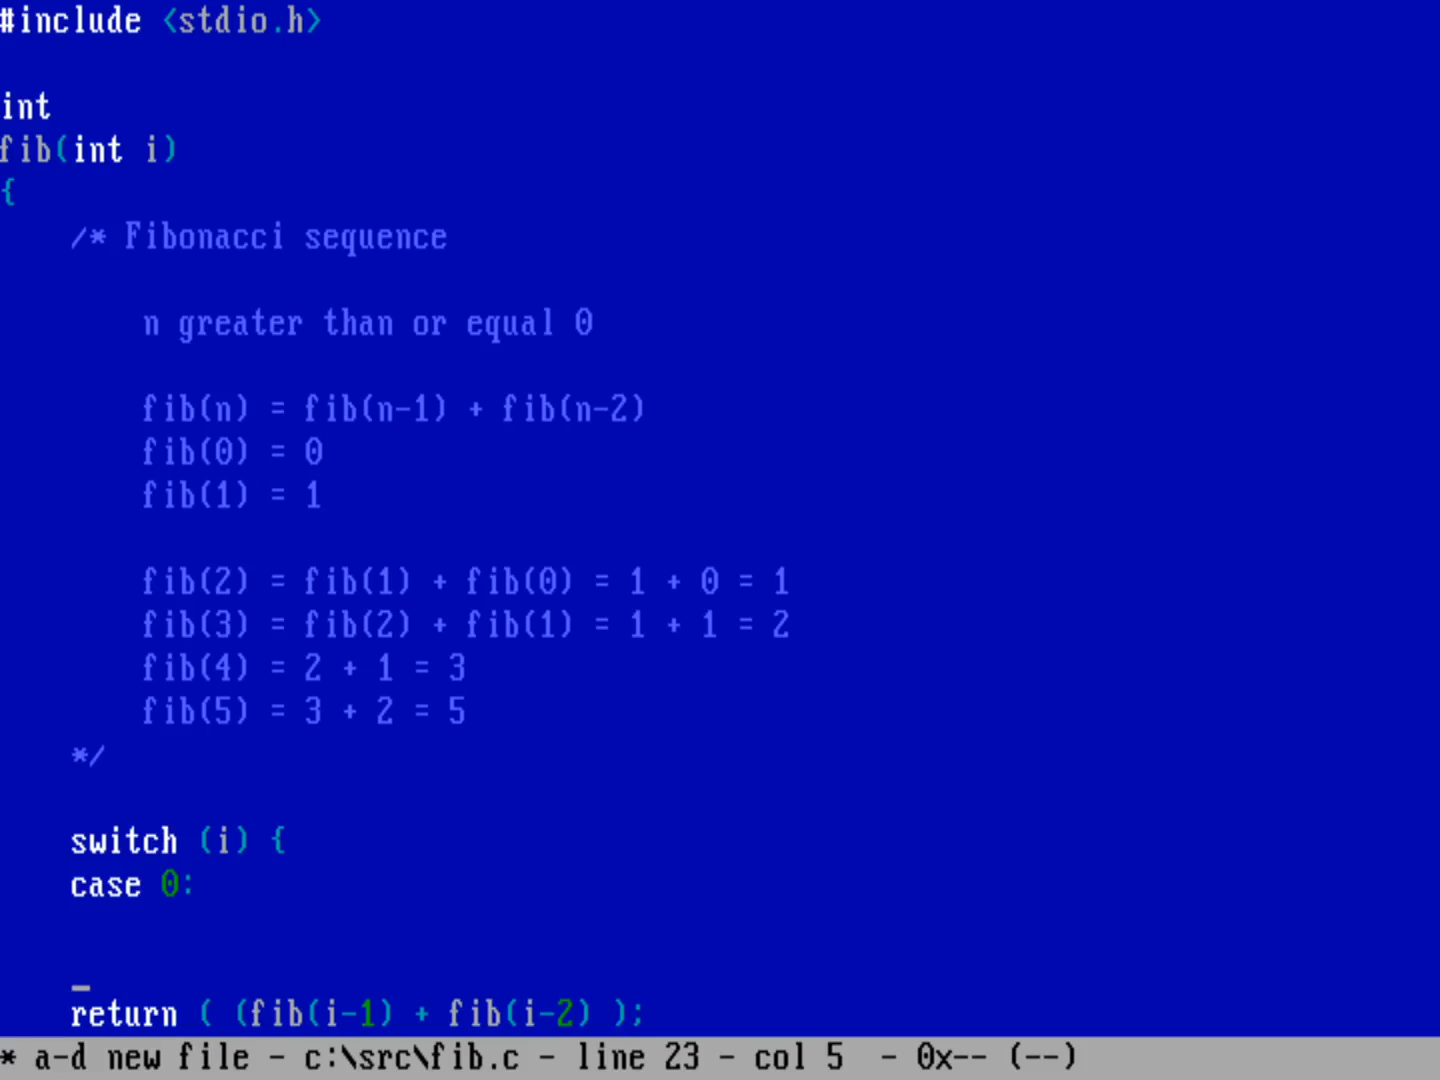 #include <stdio.h>
int
fib(int i)
{
/* Fibonacci sequence
n greater than or equal 0
fib(n) = fib(n-1) + fib(n-2)
fib(0) = 0
fib(1) = 1
fib(2) = fib(1) + fib(0) = 1 + 0 = 1
fib(3) = fib(2) + fib(1) = 1 + 1 = 2
fib(4) = 2 + 1 = 3
fib(5) = 3 + 2 = 5
*/
switch (i) {
case 0:
return ( (fib(i-1) + fib(i-2) );
* a-d new file - c:\src\fib.c - line 23 - col 5  - 0x-- (--)